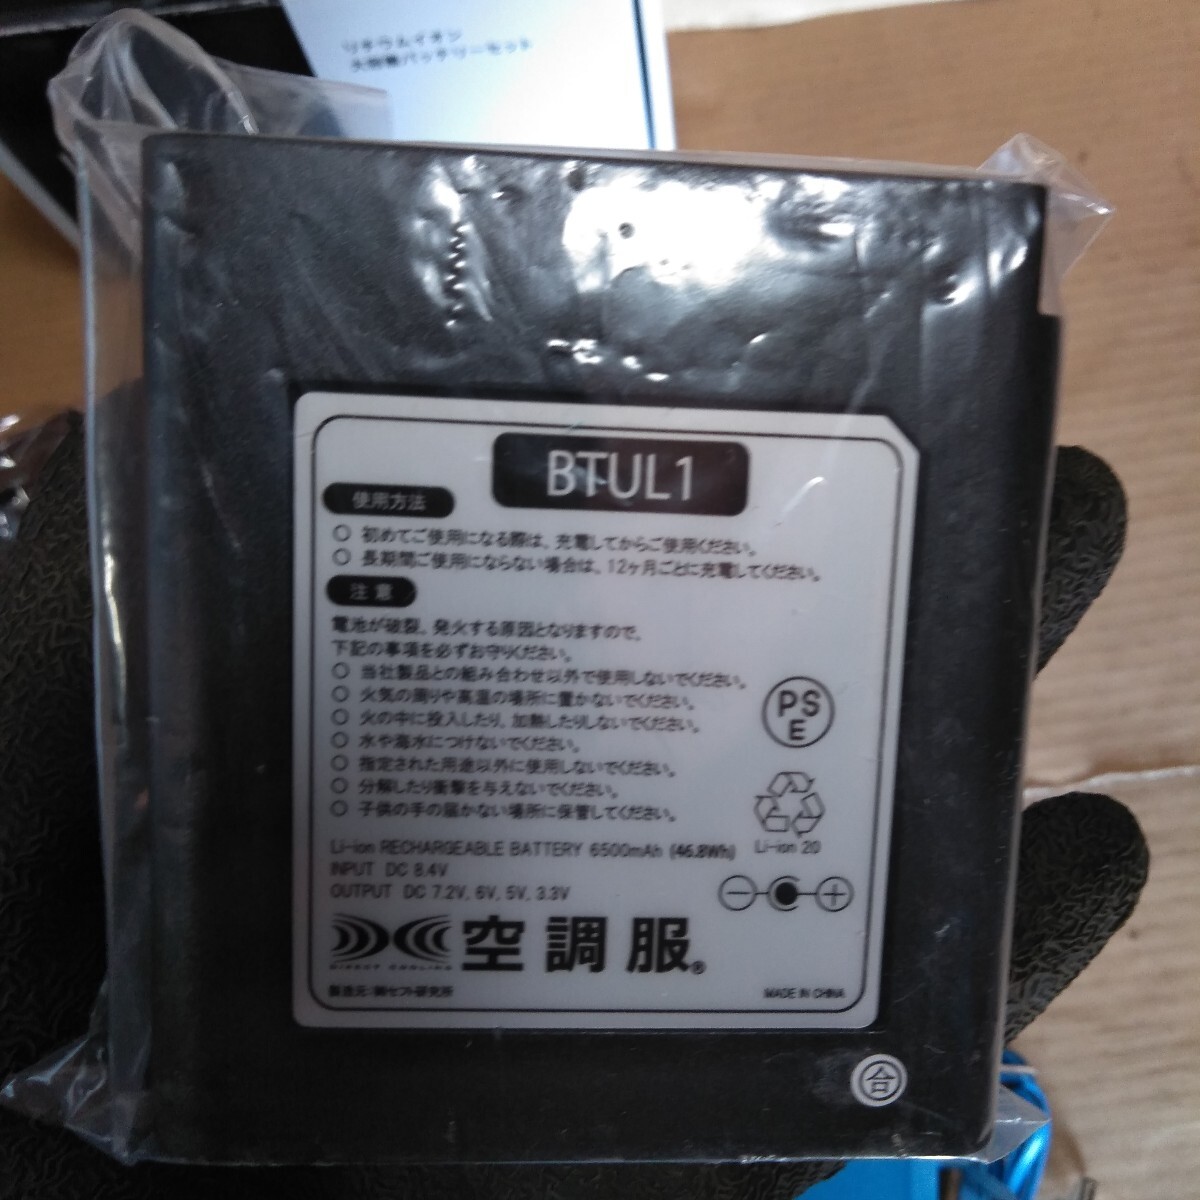 リチウムイオン
大容量バッテリーセット
BTUL1
使用方法
○ 初めてご使用になる際は、充電してからご使用ください。
○ 長期間ご使用にならない場合は、12ヶ月ごとに充電してください。
注意
電池が破裂、発火する原因となりますので、
下記の事項を必ずお守りください。
○ 当社製品との組み合わせ以外で使用しないでください。
○ 火気の周りや高温の場所に置かないでください。
○ 火の中に投入したり、加熱したりしないでください。
○ 水や海水につけないでください。
○ 指定された用途以外に使用しないでください。
○ 分解したり衝撃を与えないでください。
○ 子供の手の届かない場所に保管してください。
PS
E
Li-ion 20
Li-ion RECHARGEABLE BATTERY 6500mAh (46.8Wh)
INPUT DC 8.4V
OUTPUT DC 7.2V, 6V, 5V, 3.3V
空調服®
DIRECT COOLING
製造元:㈱セフト研究所
MADE IN CHINA
合